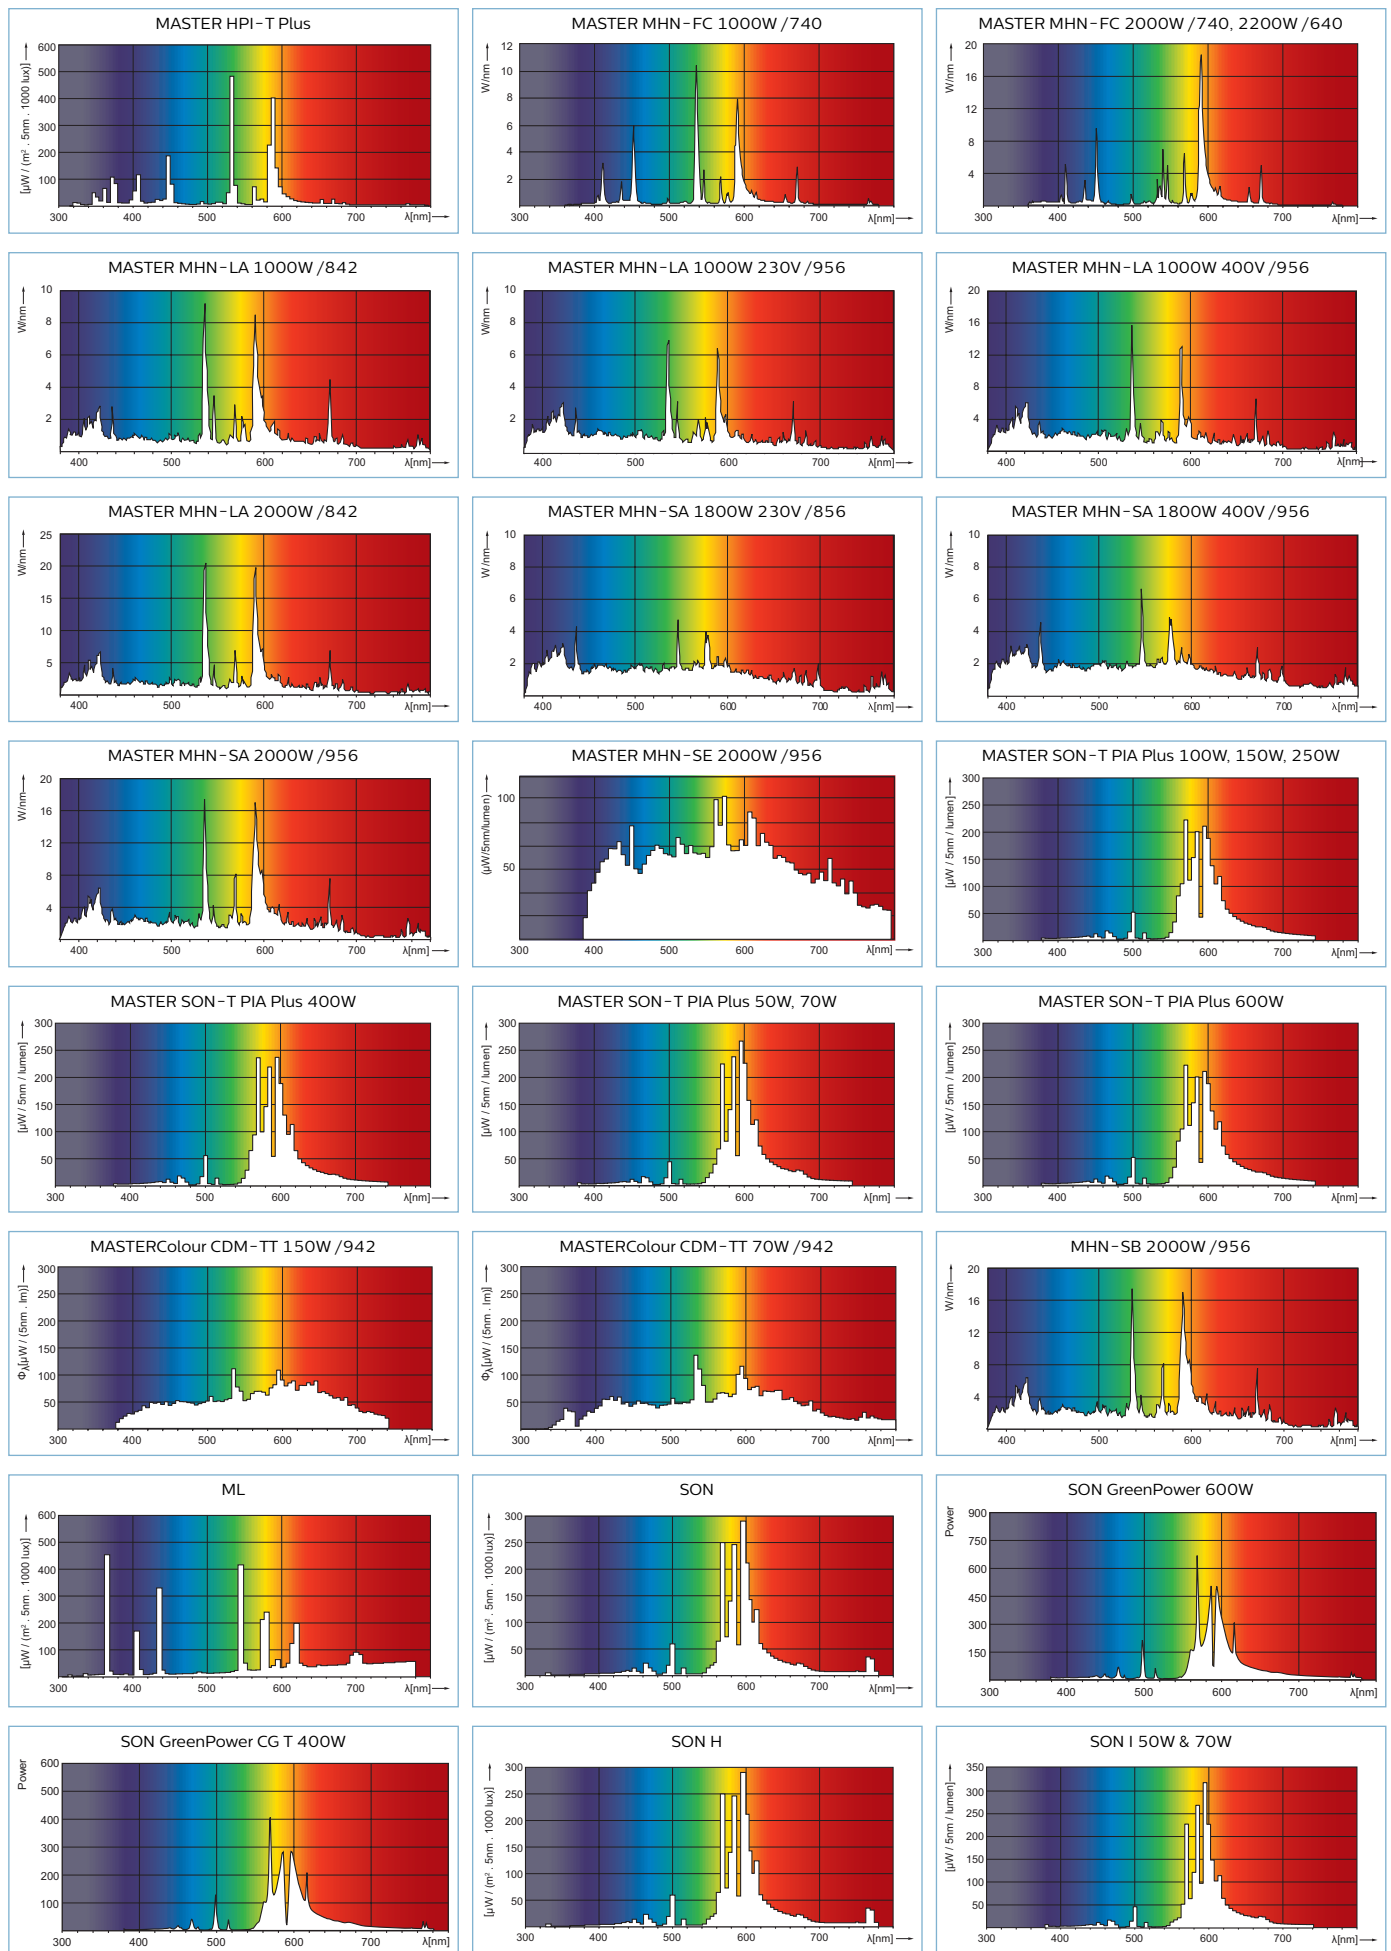 MASTER HPI-T Plus
[µW / (m² . 5nm . 1000 lux)]
600
500
400
300
200
100
300 400 500 600 700 λ[nm]
MASTER MHN-FC 1000W /740
W/nm
12
10
8
6
4
2
400 500 600 700 λ[nm]
MASTER MHN-FC 2000W /740, 2200W /640
W/nm
20
16
12
8
4
300 400 500 600 700 λ[nm]
MASTER MHN-LA 1000W /842
W/nm
10
8
6
4
2
400 500 600 700 λ[nm]
MASTER MHN-LA 1000W 230V /956
W/nm
10
8
6
4
2
400 500 600 700 λ[nm]
MASTER MHN-LA 1000W 400V /956
W/nm
20
16
12
8
4
400 500 600 700 λ[nm]
MASTER MHN-LA 2000W /842
W/nm
25
20
15
10
5
400 500 600 700 λ[nm]
MASTER MHN-SA 1800W 230V /856
W/nm
10
8
6
4
2
400 500 600 700 λ[nm]
MASTER MHN-SA 1800W 400V /956
W/nm
10
8
6
4
2
400 500 600 700 λ[nm]
MASTER MHN-SA 2000W /956
W/nm
20
16
12
8
4
400 500 600 700 λ[nm]
MASTER MHN-SE 2000W /956
(µW/5nm/lumen)
100
50
300 400 500 600 700 λ[nm]
MASTER SON-T PIA Plus 100W, 150W, 250W
[µW / 5nm / lumen]
300
250
200
150
100
50
300 400 500 600 700 λ[nm]
MASTER SON-T PIA Plus 400W
[µW / 5nm / lumen]
300
250
200
150
100
50
300 400 500 600 700 λ[nm]
MASTER SON-T PIA Plus 50W, 70W
[µW / 5nm / lumen]
300
250
200
150
100
50
300 400 500 600 700 λ[nm]
MASTER SON-T PIA Plus 600W
[µW / 5nm / lumen]
300
250
200
150
100
50
300 400 500 600 700 λ[nm]
MASTERColour CDM-TT 150W /942
Φλ[µW / (5nm . lm)]
300
250
200
150
100
50
300 400 500 600 700 λ[nm]
MASTERColour CDM-TT 70W /942
Φλ[µW / (5nm . lm)]
300
250
200
150
100
50
300 400 500 600 700 λ[nm]
MHN-SB 2000W /956
W/nm
20
16
12
8
4
400 500 600 700 λ[nm]
ML
[µW / (m² . 5nm . 1000 lux)]
600
500
400
300
200
100
300 400 500 600 700 λ[nm]
SON
[µW / (m² . 5nm . 1000 lux)]
300
250
200
150
100
50
300 400 500 600 700 λ[nm]
SON GreenPower 600W
Power
900
750
600
450
300
150
300 400 500 600 700 λ[nm]
SON GreenPower CG T 400W
Power
600
500
400
300
200
100
300 400 500 600 700 λ[nm]
SON H
[µW / (m² . 5nm . 1000 lux)]
300
250
200
150
100
50
300 400 500 600 700 λ[nm]
SON I 50W & 70W
[µW / 5nm / lumen]
350
300
250
200
150
100
50
300 400 500 600 700 λ[nm]